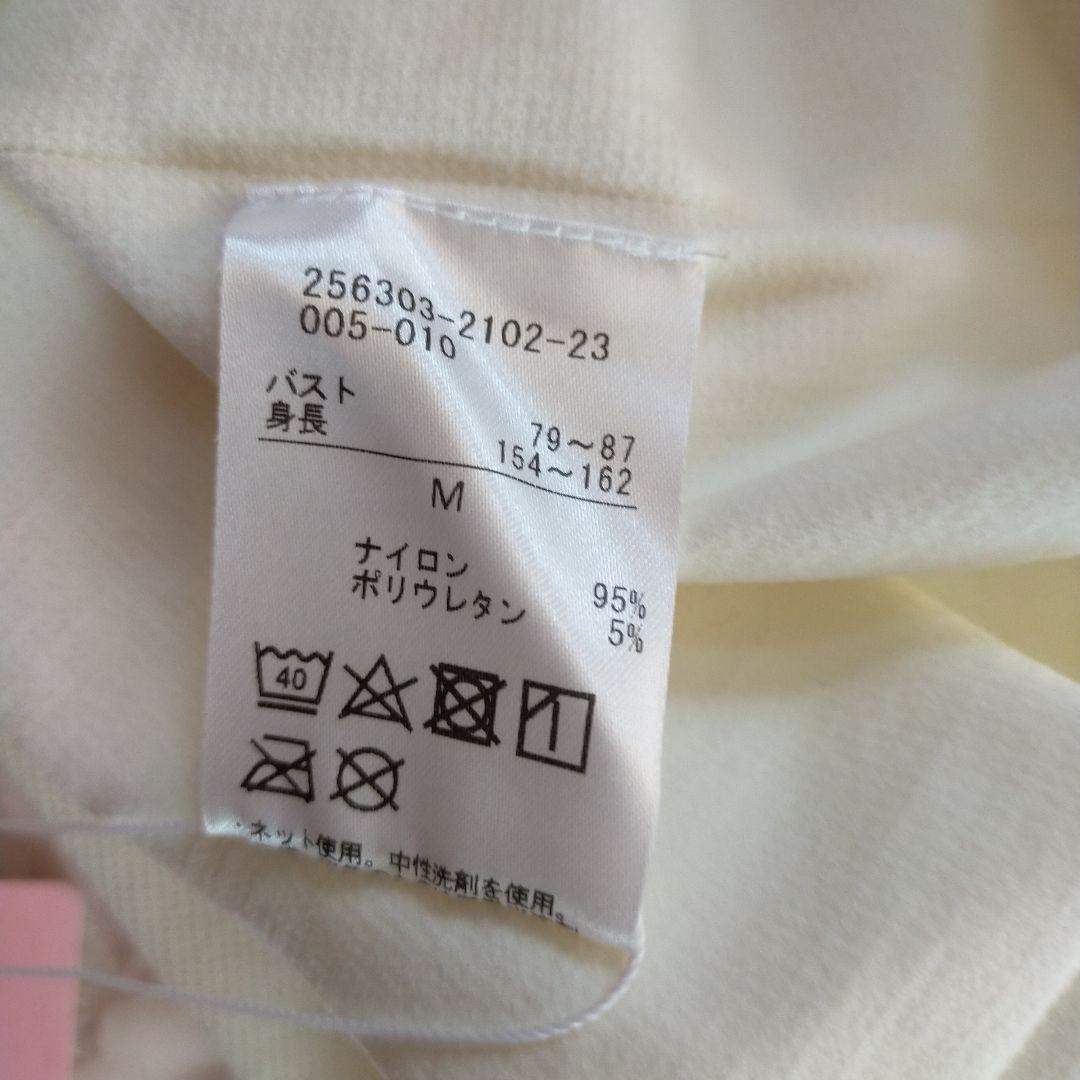 256303-2102-23
005-010
バスト 79～87
身長 154～162
M
ナイロン 95%
ポリウレタン 5%
40
1
・ネット使用。中性洗剤を使用。